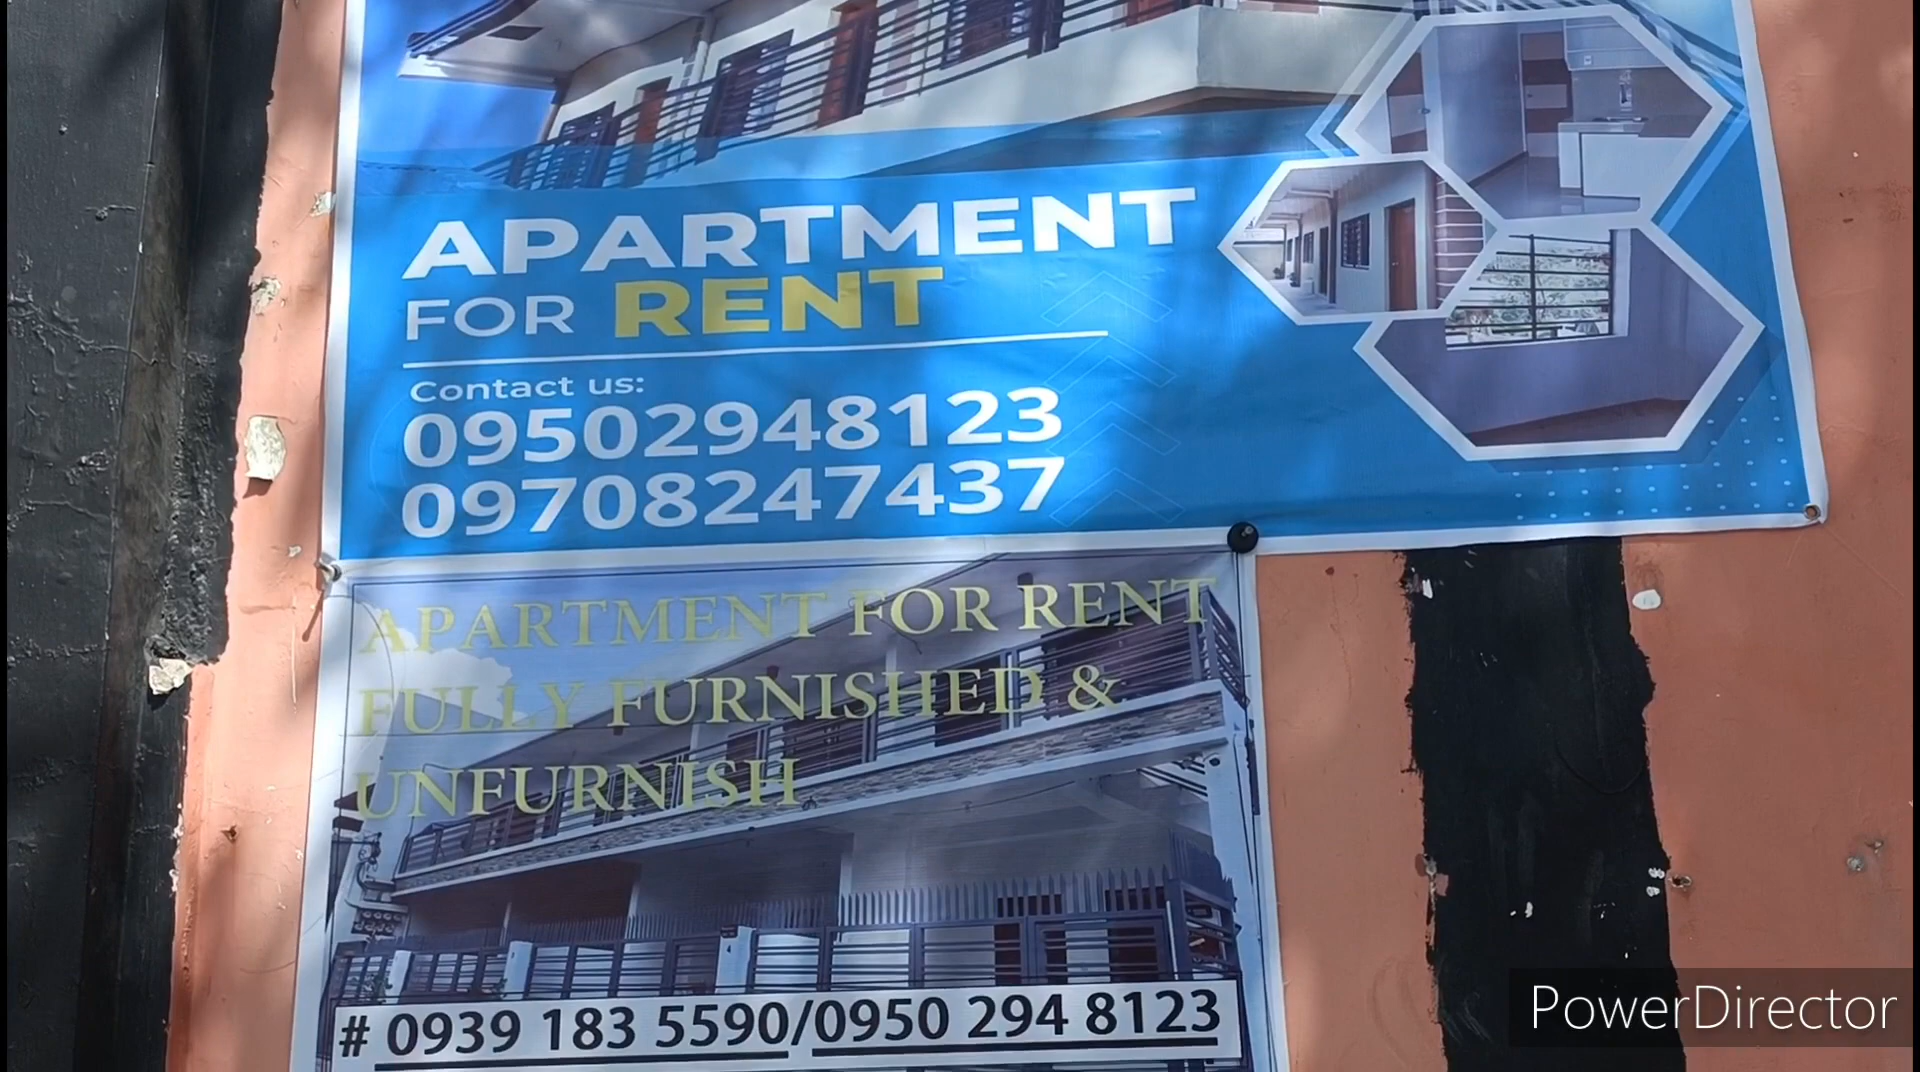 APARTMENT
FOR RENT
Contact us:
09502948123
09708247437
APARTMENT FOR RENT
FULLY FURNISHED &
UNFURNISH
# 0939 183 5590/0950 294 8123
PowerDirector